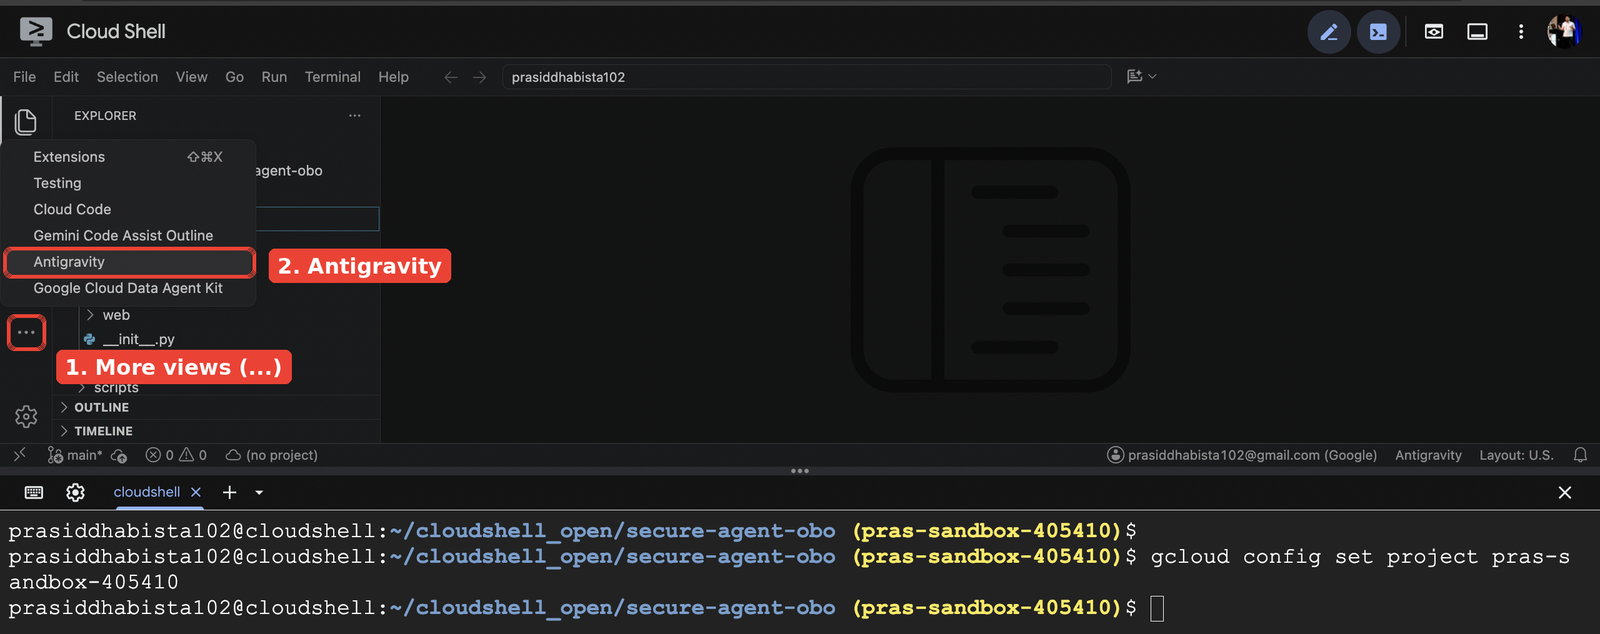 Cloud Shell
File Edit Selection View Go Run Terminal Help
prasiddhabista102
EXPLORER
Extensions ⇧⌘X
agent-obo
Testing
Cloud Code
Gemini Code Assist Outline
Antigravity
2. Antigravity
Google Cloud Data Agent Kit
web
__init__.py
1. More views (...)
scripts
OUTLINE
TIMELINE
main* 0 0 (no project)
prasiddhabista102@gmail.com (Google) Antigravity Layout: U.S.
cloudshell
prasiddhabista102@cloudshell:~/cloudshell_open/secure-agent-obo (pras-sandbox-405410)$
prasiddhabista102@cloudshell:~/cloudshell_open/secure-agent-obo (pras-sandbox-405410)$ gcloud config set project pras-s
andbox-405410
prasiddhabista102@cloudshell:~/cloudshell_open/secure-agent-obo (pras-sandbox-405410)$